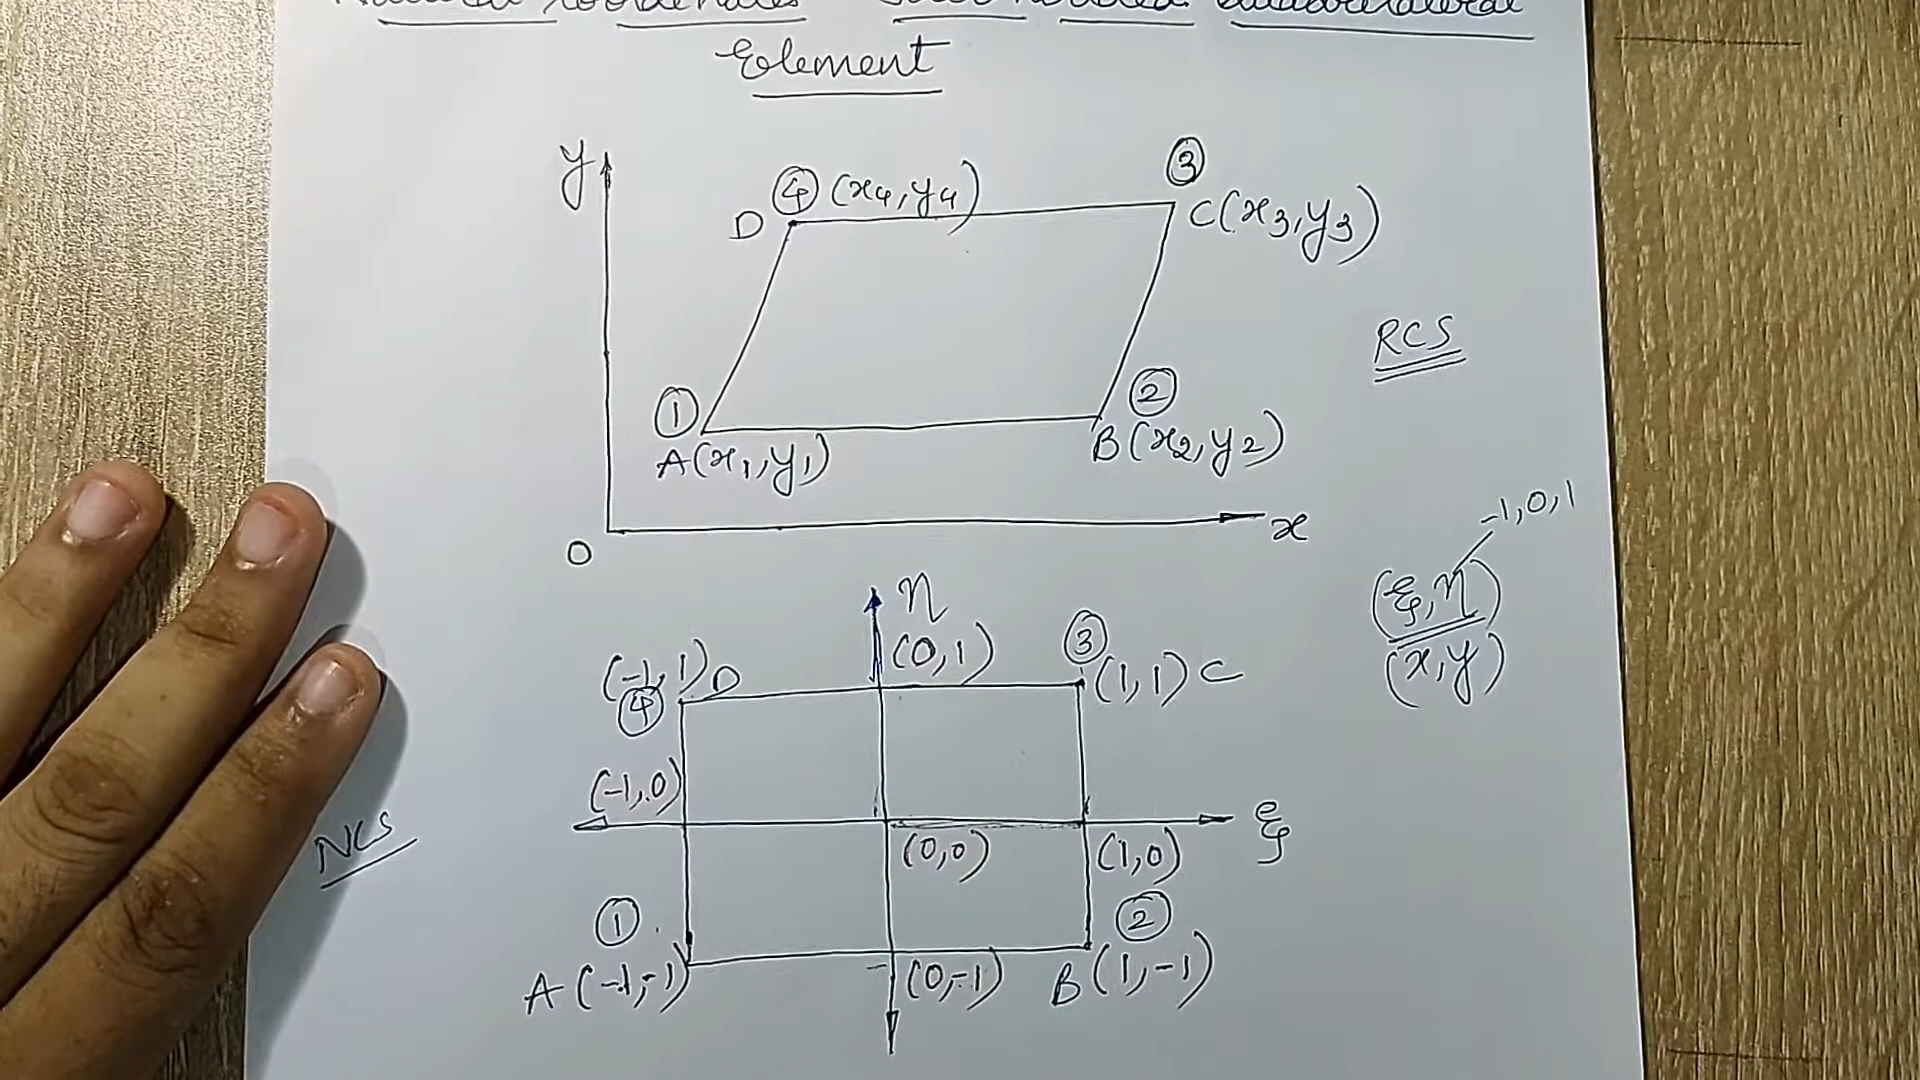 Element
y
④ (x4,y4)
③
D
C(x3,y3)
RCS
①
②
A(x1,y1)
B(x2,y2)
-1,0,1
x
O
η
(ξ,η)
(x,y)
(0,1)
③
(-1,1) D
(1,1) C
④
(-1,0)
ξ
NCS
(0,0)
(1,0)
①
②
A(-1,-1)
(0,-1)
B(1,-1)